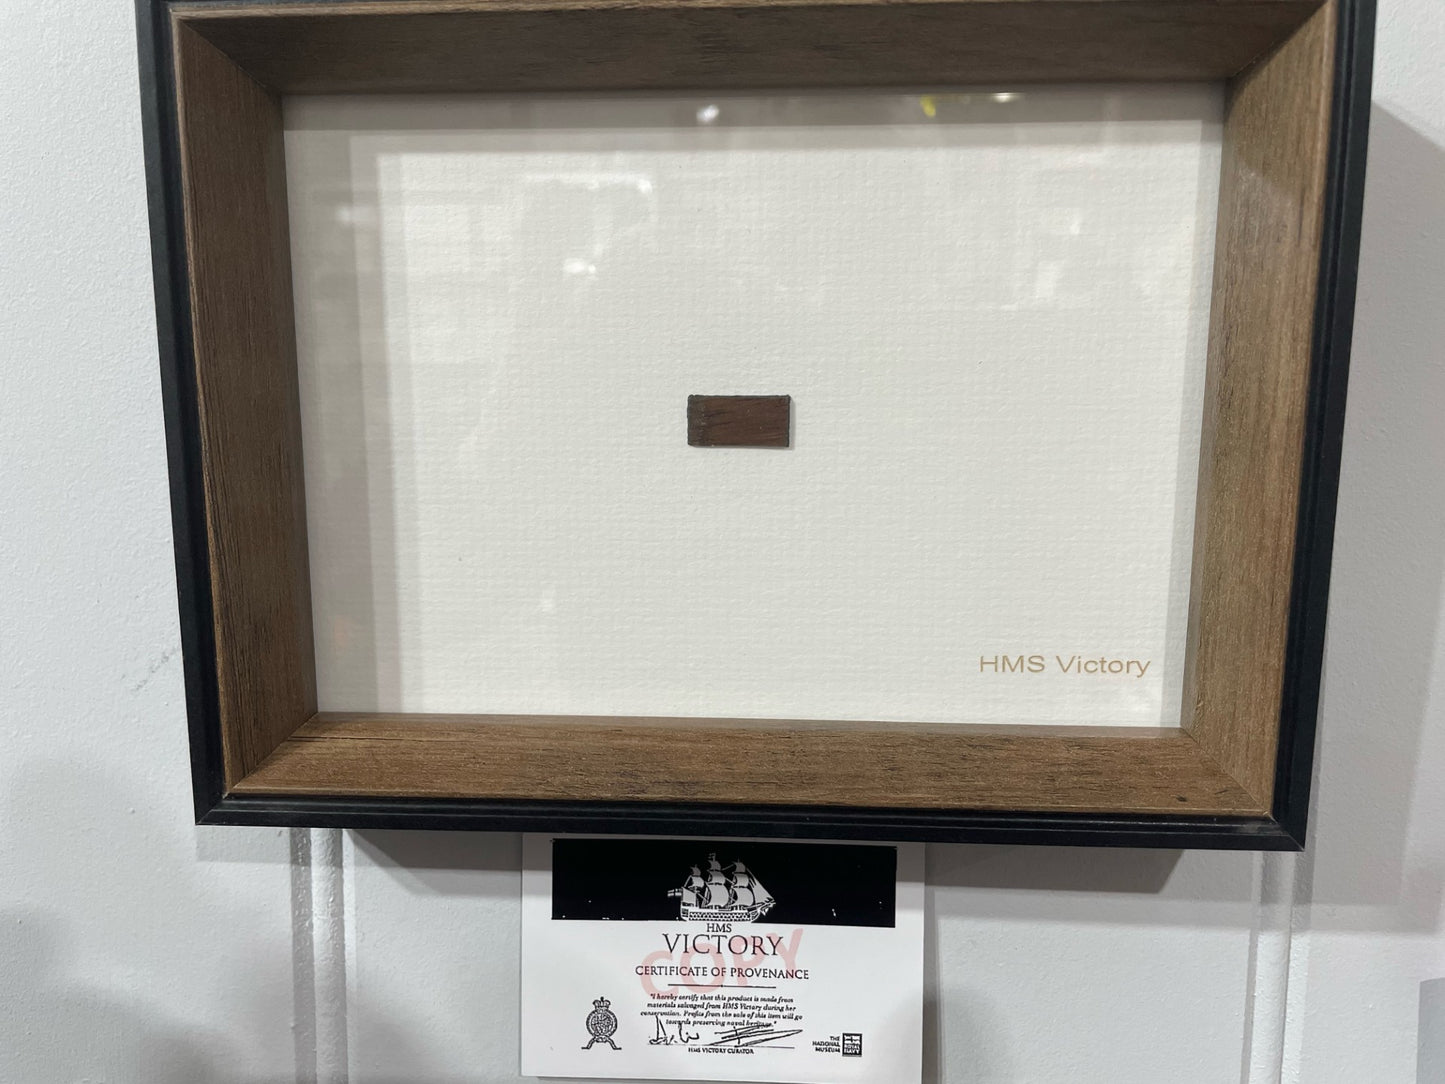 HMS Victory
HMS
VICTORY
COPY
CERTIFICATE OF PROVENANCE
"I hereby certify that this product is made from
materials salvaged from HMS Victory during her
conservation. Profits from the sale of this item will go
towards preserving naval heritage."
HMS VICTORY CURATOR
THE
NATIONAL
MUSEUM
ROYAL
NAVY